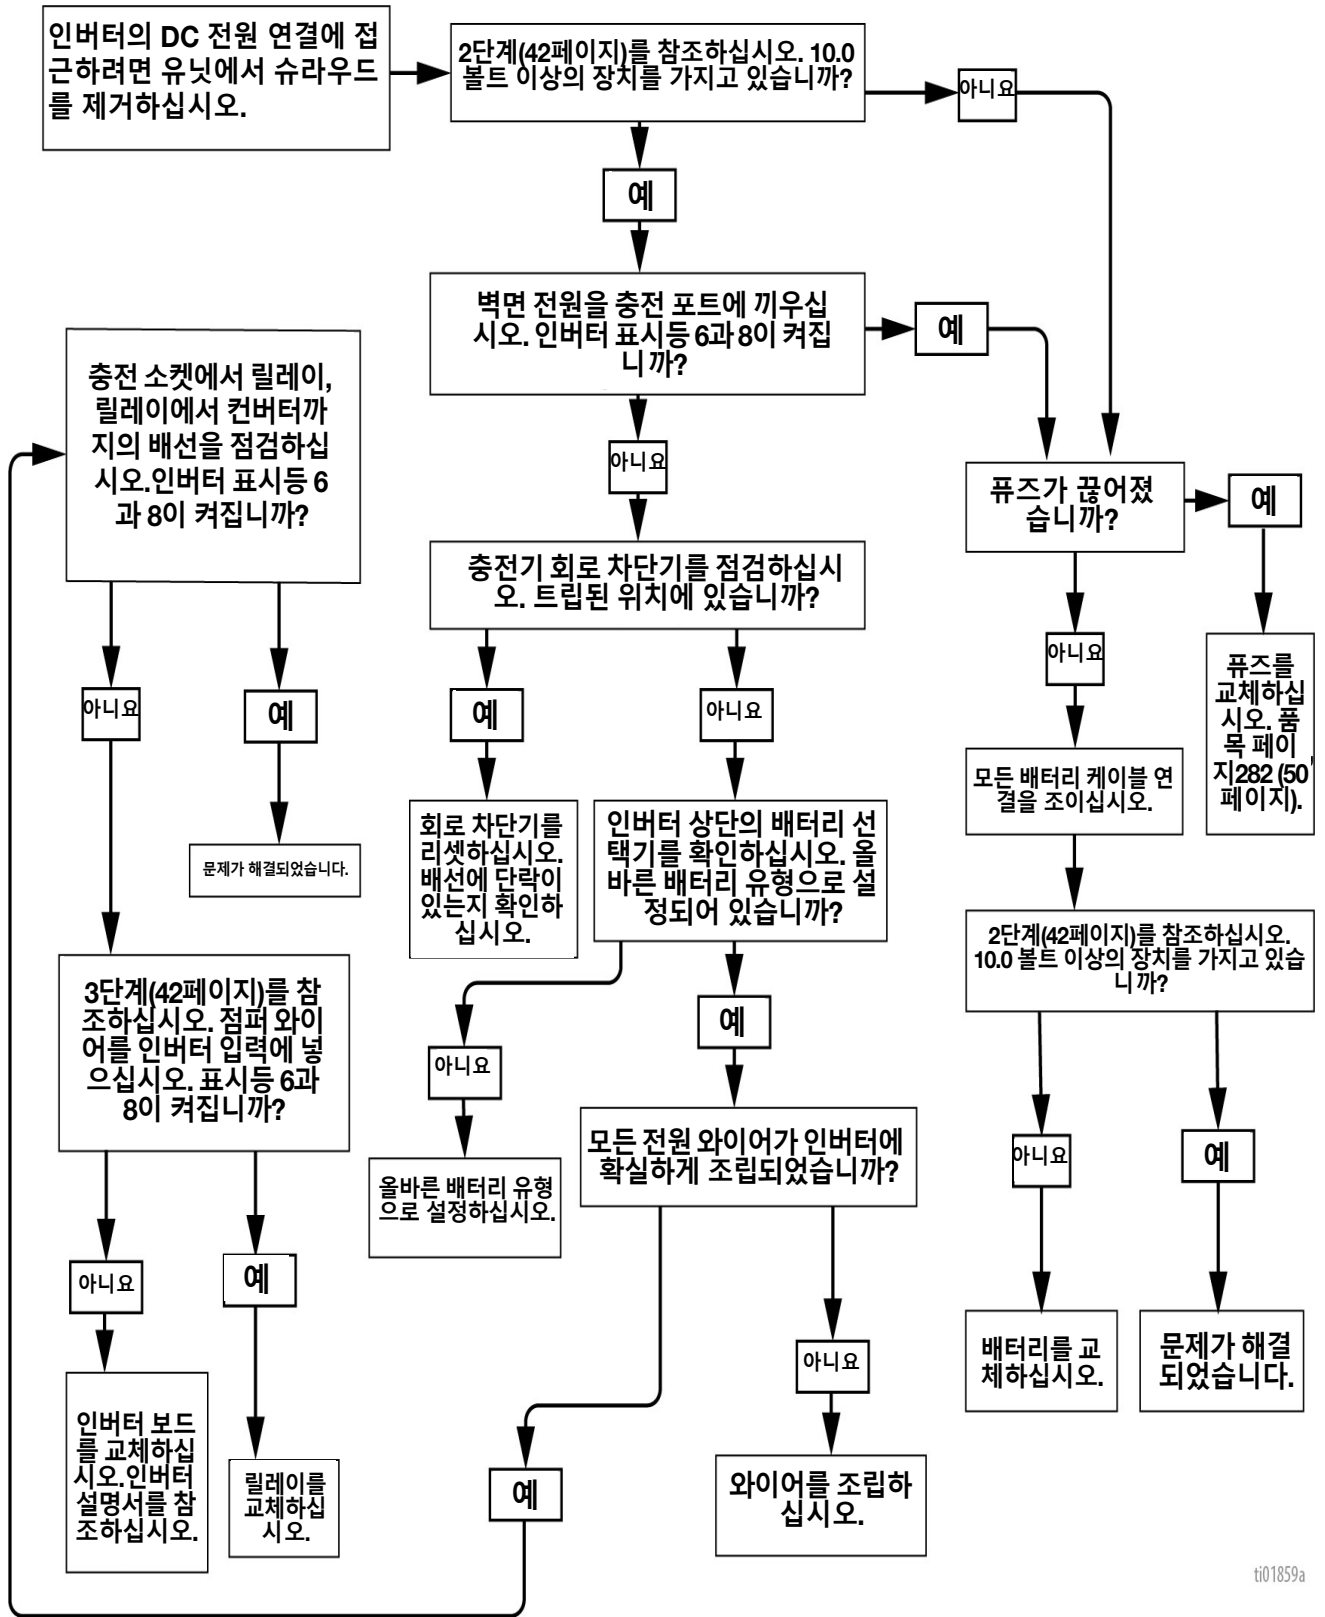 인버터의 DC 전원 연결에 접
근하려면 유닛에서 슈라우드
를 제거하십시오.
2단계(42페이지)를 참조하십시오. 10.0
볼트 이상의 장치를 가지고 있습니까?
아니요
예
벽면 전원을 충전 포트에 끼우십
시오. 인버터 표시등 6과 8이 켜집
니까?
예
충전 소켓에서 릴레이,
릴레이에서 컨버터까
지의 배선을 점검하십
시오.인버터 표시등 6
과 8이 켜집니까?
아니요
퓨즈가 끊어졌
습니까?
예
충전기 회로 차단기를 점검하십시
오. 트립된 위치에 있습니까?
아니요
퓨즈를
교체하십
시오. 품
목 페이
지282 (50
페이지).
아니요
예
예
아니요
모든 배터리 케이블 연
결을 조이십시오.
문제가 해결되었습니다.
회로 차단기를
리셋하십시오.
배선에 단락이
있는지 확인하
십시오.
인버터 상단의 배터리 선
택기를 확인하십시오. 올
바른 배터리 유형으로 설
정되어 있습니까?
2단계(42페이지)를 참조하십시오.
10.0 볼트 이상의 장치를 가지고 있습
니까?
3단계(42페이지)를 참
조하십시오. 점퍼 와이
어를 인버터 입력에 넣
으십시오. 표시등 6과
8이 켜집니까?
예
아니요
모든 전원 와이어가 인버터에
확실하게 조립되었습니까?
아니요
예
올바른 배터리 유형
으로 설정하십시오.
아니요
예
배터리를 교
체하십시오.
문제가 해결
되었습니다.
아니요
인버터 보드
를 교체하십
시오.인버터
설명서를 참
조하십시오.
릴레이를
교체하십
시오.
예
와이어를 조립하
십시오.
ti01859a